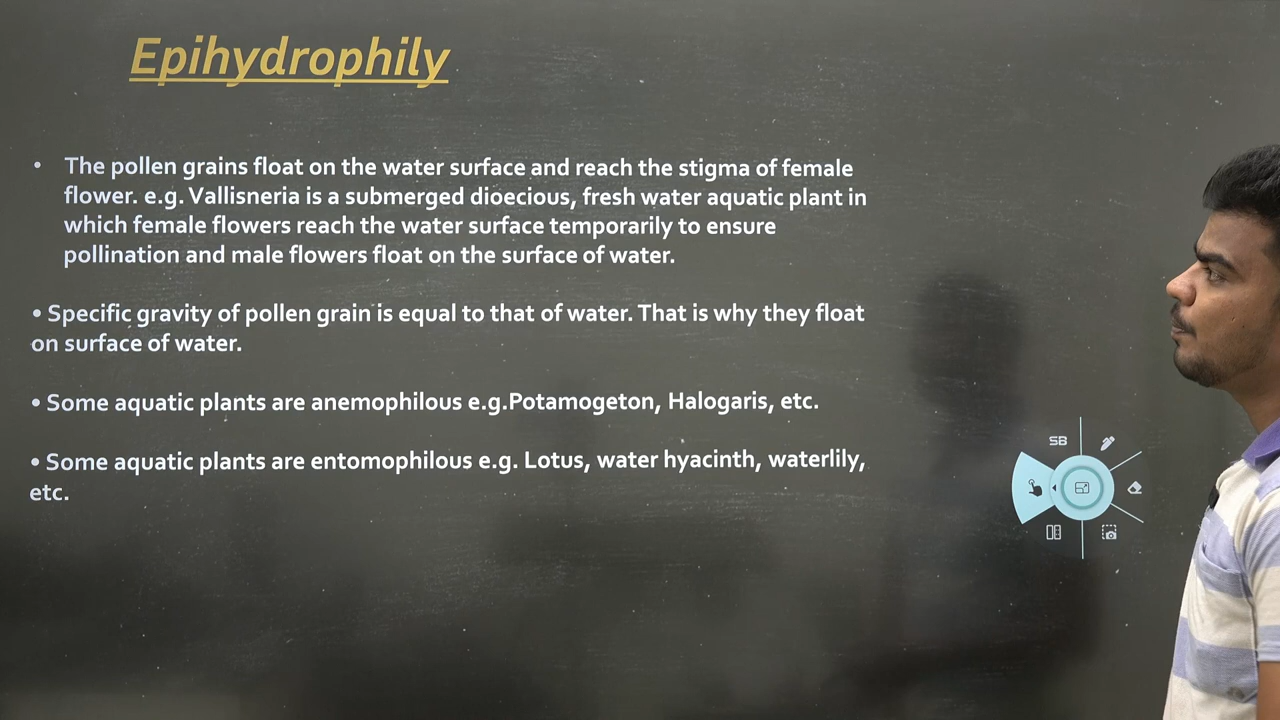 Epihydrophily
• The pollen grains float on the water surface and reach the stigma of female
flower. e.g. Vallisneria is a submerged dioecious, fresh water aquatic plant in
which female flowers reach the water surface temporarily to ensure
pollination and male flowers float on the surface of water.
• Specific gravity of pollen grain is equal to that of water. That is why they float
on surface of water.
• Some aquatic plants are anemophilous e.g.Potamogeton, Halogaris, etc.
SB
• Some aquatic plants are entomophilous e.g. Lotus, water hyacinth, waterlily,
etc.